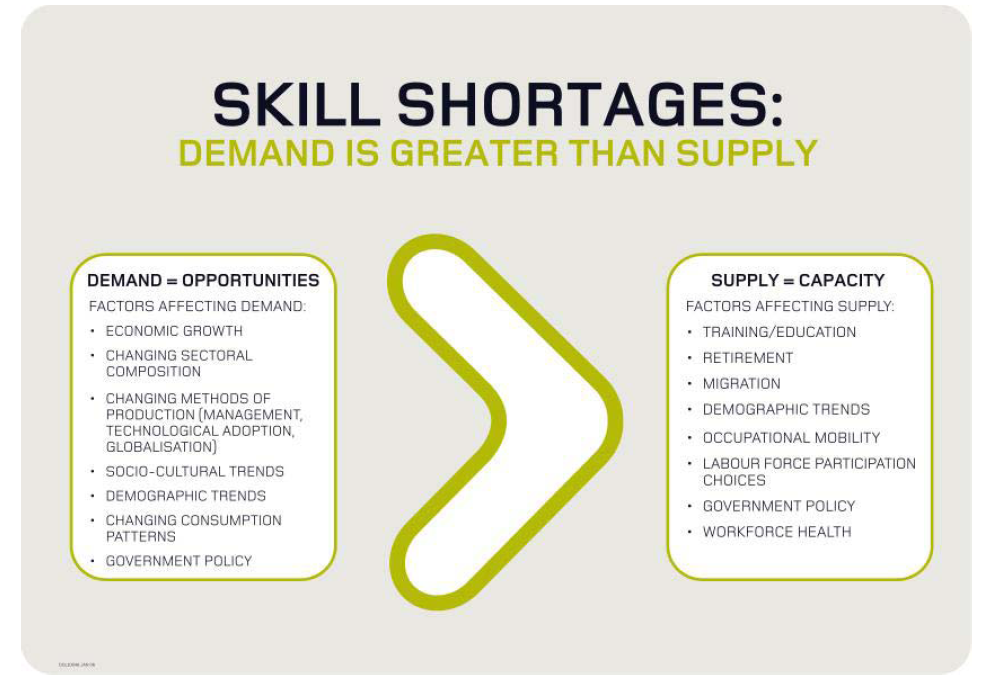 SKILL SHORTAGES:
DEMAND IS GREATER THAN SUPPLY
DEMAND = OPPORTUNITIES
FACTORS AFFECTING DEMAND:
• ECONOMIC GROWTH
• CHANGING SECTORAL
COMPOSITION
• CHANGING METHODS OF
PRODUCTION (MANAGEMENT,
TECHNOLOGICAL ADOPTION,
GLOBALISATION)
• SOCIO-CULTURAL TRENDS
• DEMOGRAPHIC TRENDS
• CHANGING CONSUMPTION
PATTERNS
• GOVERNMENT POLICY
SUPPLY = CAPACITY
FACTORS AFFECTING SUPPLY:
• TRAINING/EDUCATION
• RETIREMENT
• MIGRATION
• DEMOGRAPHIC TRENDS
• OCCUPATIONAL MOBILITY
• LABOUR FORCE PARTICIPATION
CHOICES
• GOVERNMENT POLICY
• WORKFORCE HEALTH